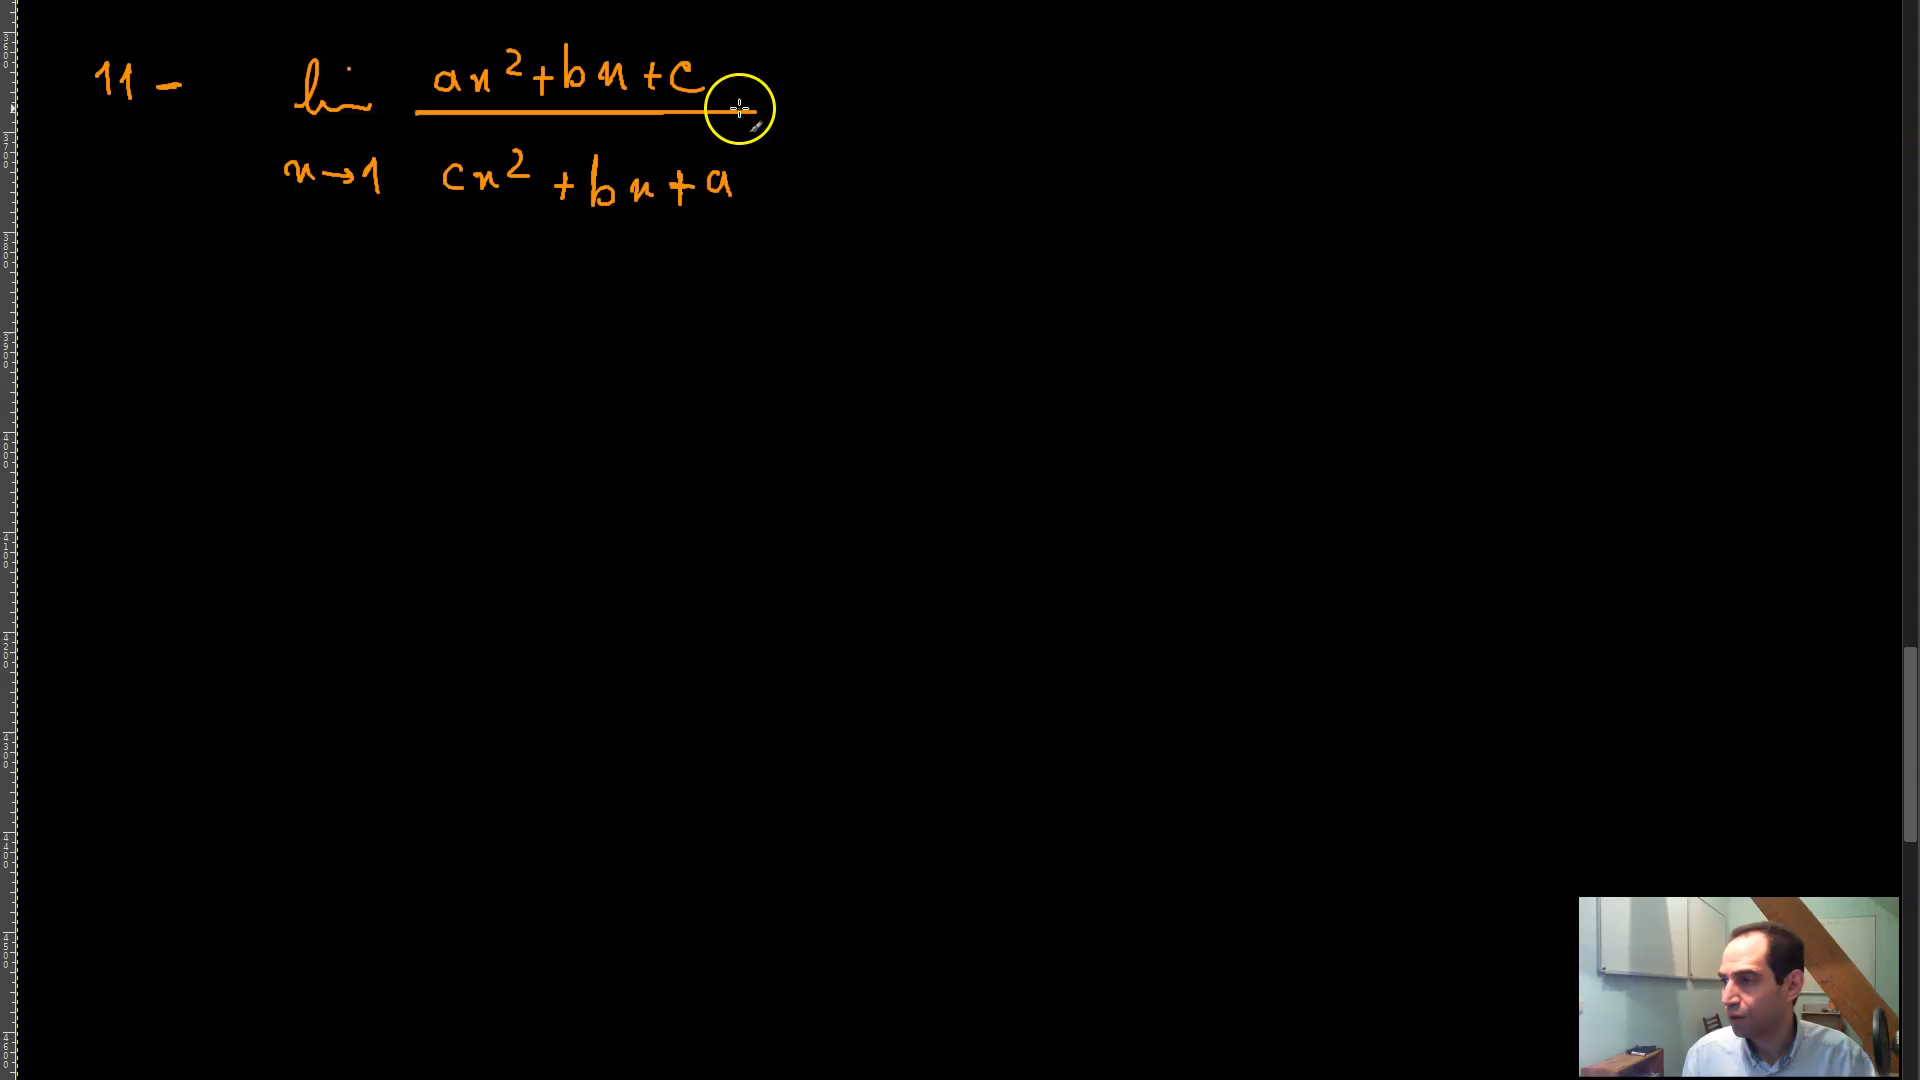 11 - lim ax²+bx+c
x→1 cx²+bx+a